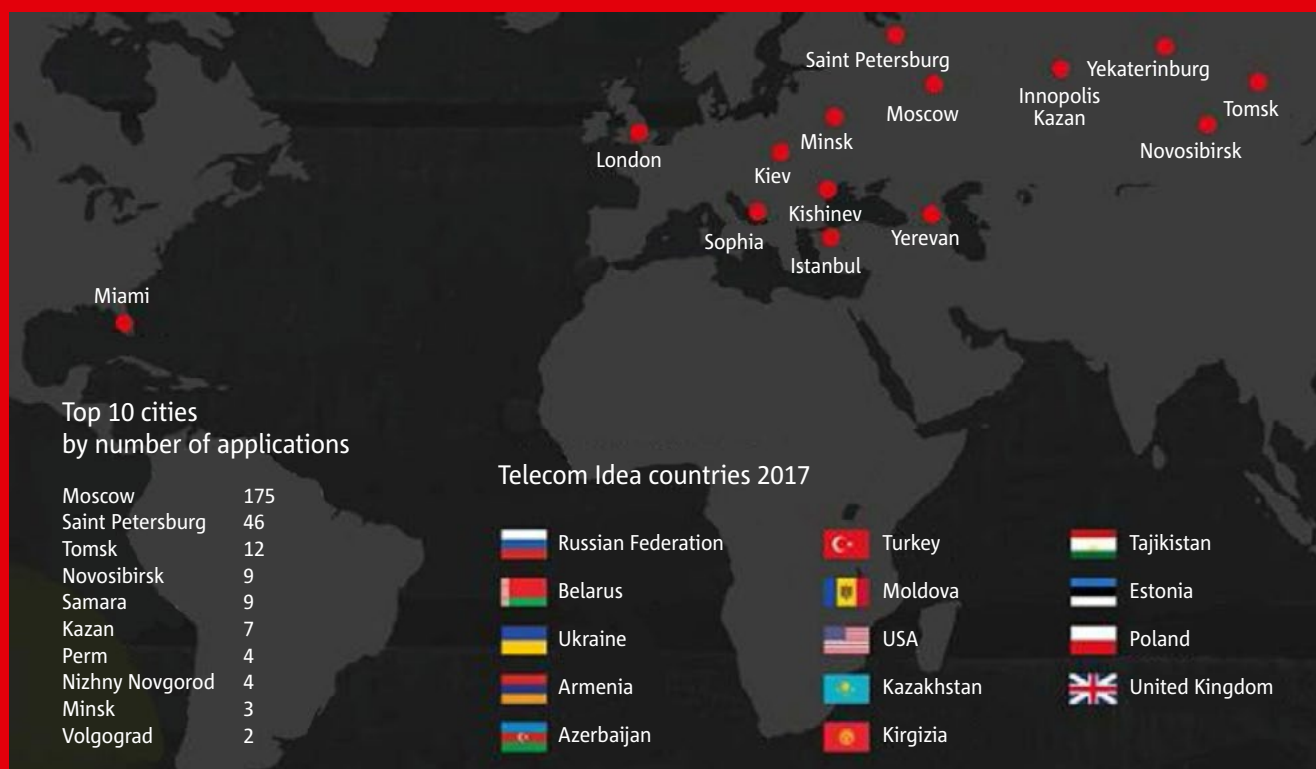 Saint Petersburg
Moscow
Innopolis
Kazan
Yekaterinburg
Tomsk
Novosibirsk
Minsk
London
Kiev
Kishinev
Sophia
Istanbul
Yerevan
Miami
Top 10 cities
by number of applications
Moscow 175
Saint Petersburg 46
Tomsk 12
Novosibirsk 9
Samara 9
Kazan 7
Perm 4
Nizhny Novgorod 4
Minsk 3
Volgograd 2
Telecom Idea countries 2017
Russian Federation
Belarus
Ukraine
Armenia
Azerbaijan
Turkey
Moldova
USA
Kazakhstan
Kirgizia
Tajikistan
Estonia
Poland
United Kingdom